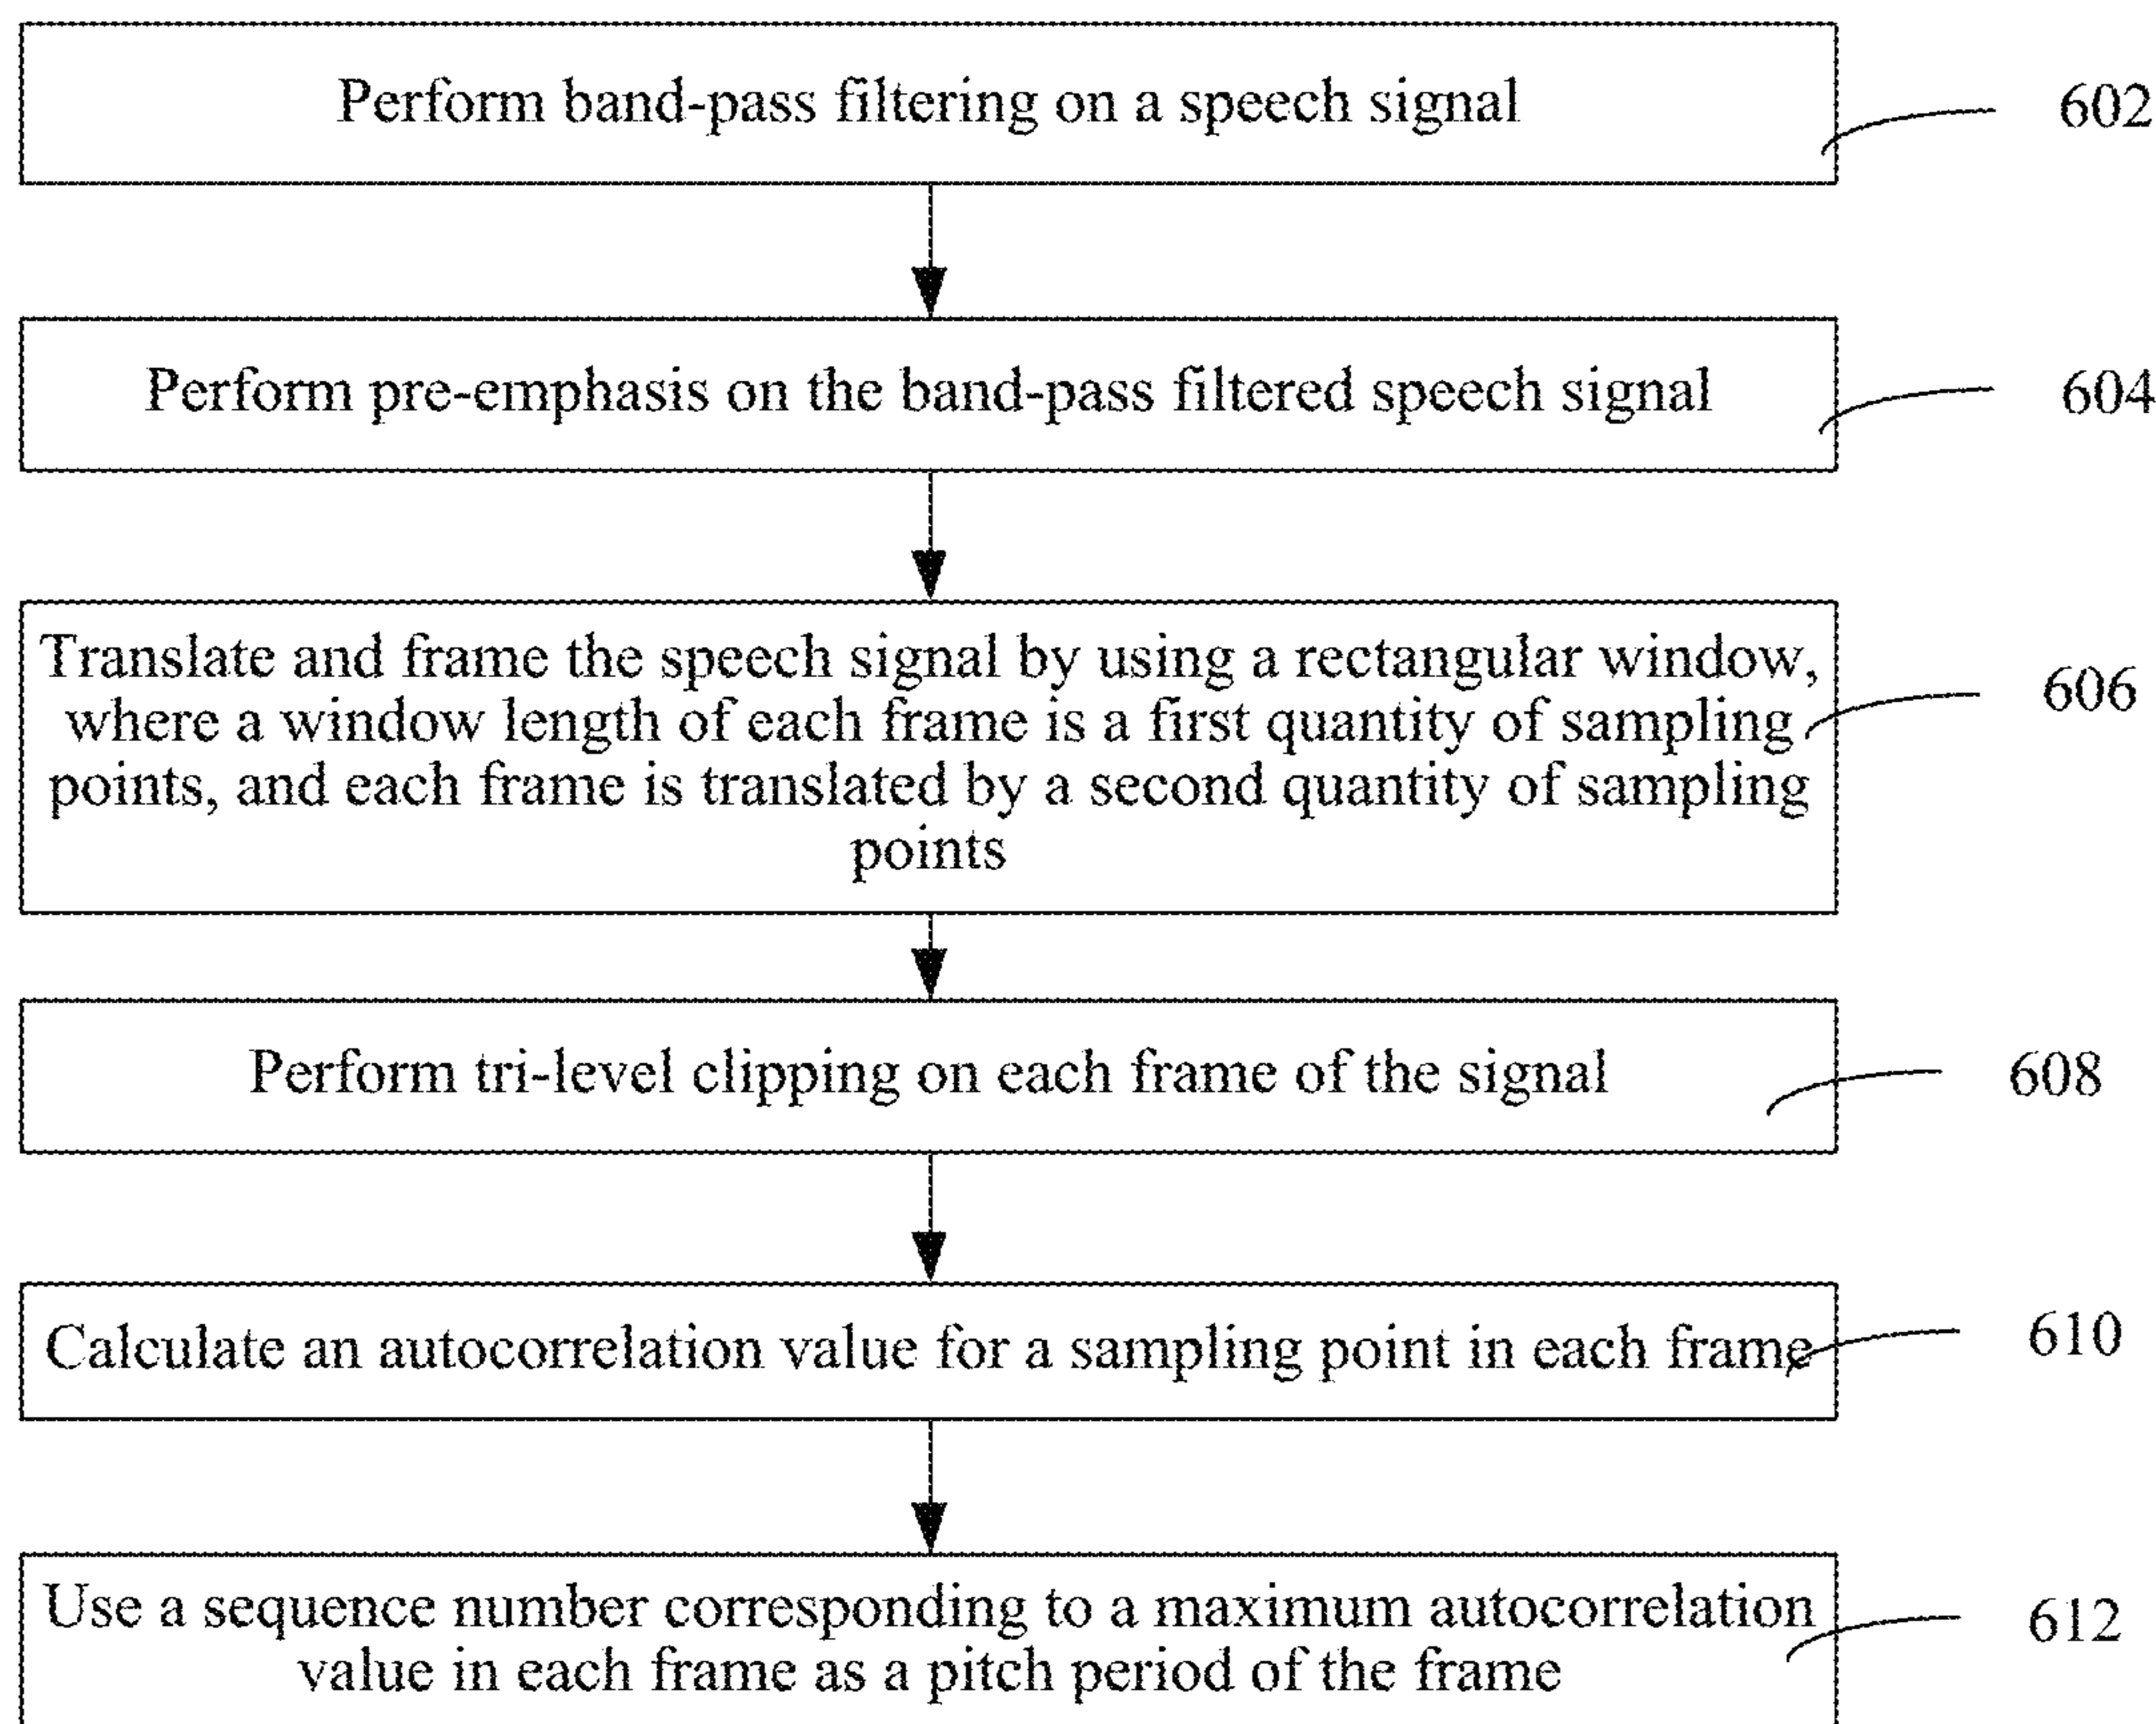 Perform band-pass filtering on a speech signal
602
Perform pre-emphasis on the band-pass filtered speech signal
604
Translate and frame the speech signal by using a rectangular window,
where a window length of each frame is a first quantity of sampling
points, and each frame is translated by a second quantity of sampling
points
606
Perform tri-level clipping on each frame of the signal
608
Calculate an autocorrelation value for a sampling point in each frame
610
Use a sequence number corresponding to a maximum autocorrelation
value in each frame as a pitch period of the frame
612